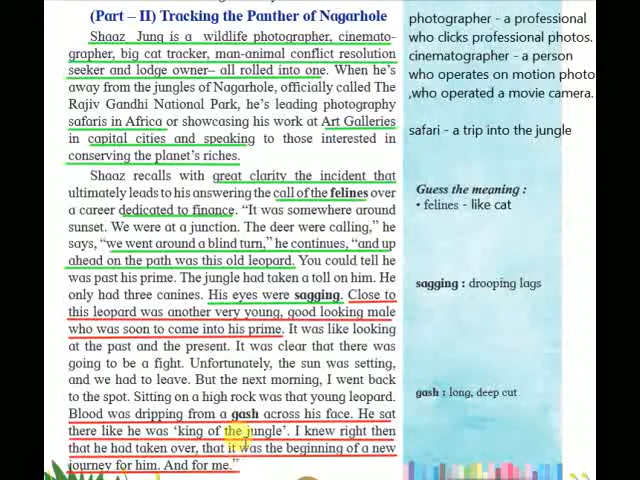 (Part – II) Tracking the Panther of Nagarhole
Shaaz Jung is a wildlife photographer, cinemato-
grapher, big cat tracker, man-animal conflict resolution
seeker and lodge owner– all rolled into one. When he's
away from the jungles of Nagarhole, officially called The
Rajiv Gandhi National Park, he's leading photography
safaris in Africa or showcasing his work at Art Galleries
in capital cities and speaking to those interested in
conserving the planet's riches.
Shaaz recalls with great clarity the incident that
ultimately leads to his answering the call of the felines over
a career dedicated to finance. “It was somewhere around
sunset. We were at a junction. The deer were calling,” he
says, “we went around a blind turn,” he continues, “and up
ahead on the path was this old leopard. You could tell he
was past his prime. The jungle had taken a toll on him. He
only had three canines. His eyes were sagging. Close to
this leopard was another very young, good looking male
who was soon to come into his prime. It was like looking
at the past and the present. It was clear that there was
going to be a fight. Unfortunately, the sun was setting,
and we had to leave. But the next morning, I went back
to the spot. Sitting on a high rock was that young leopard.
Blood was dripping from a gash across his face. He sat
there like he was ‘king of the jungle’. I knew right then
that he had taken over, that it was the beginning of a new
journey for him. And for me.”
photographer - a professional
who clicks professional photos.
cinematographer - a person
who operates on motion photo
,who operated a movie camera.
safari - a trip into the jungle
Guess the meaning :
• felines - like cat
sagging : drooping lags
gash : long, deep cut